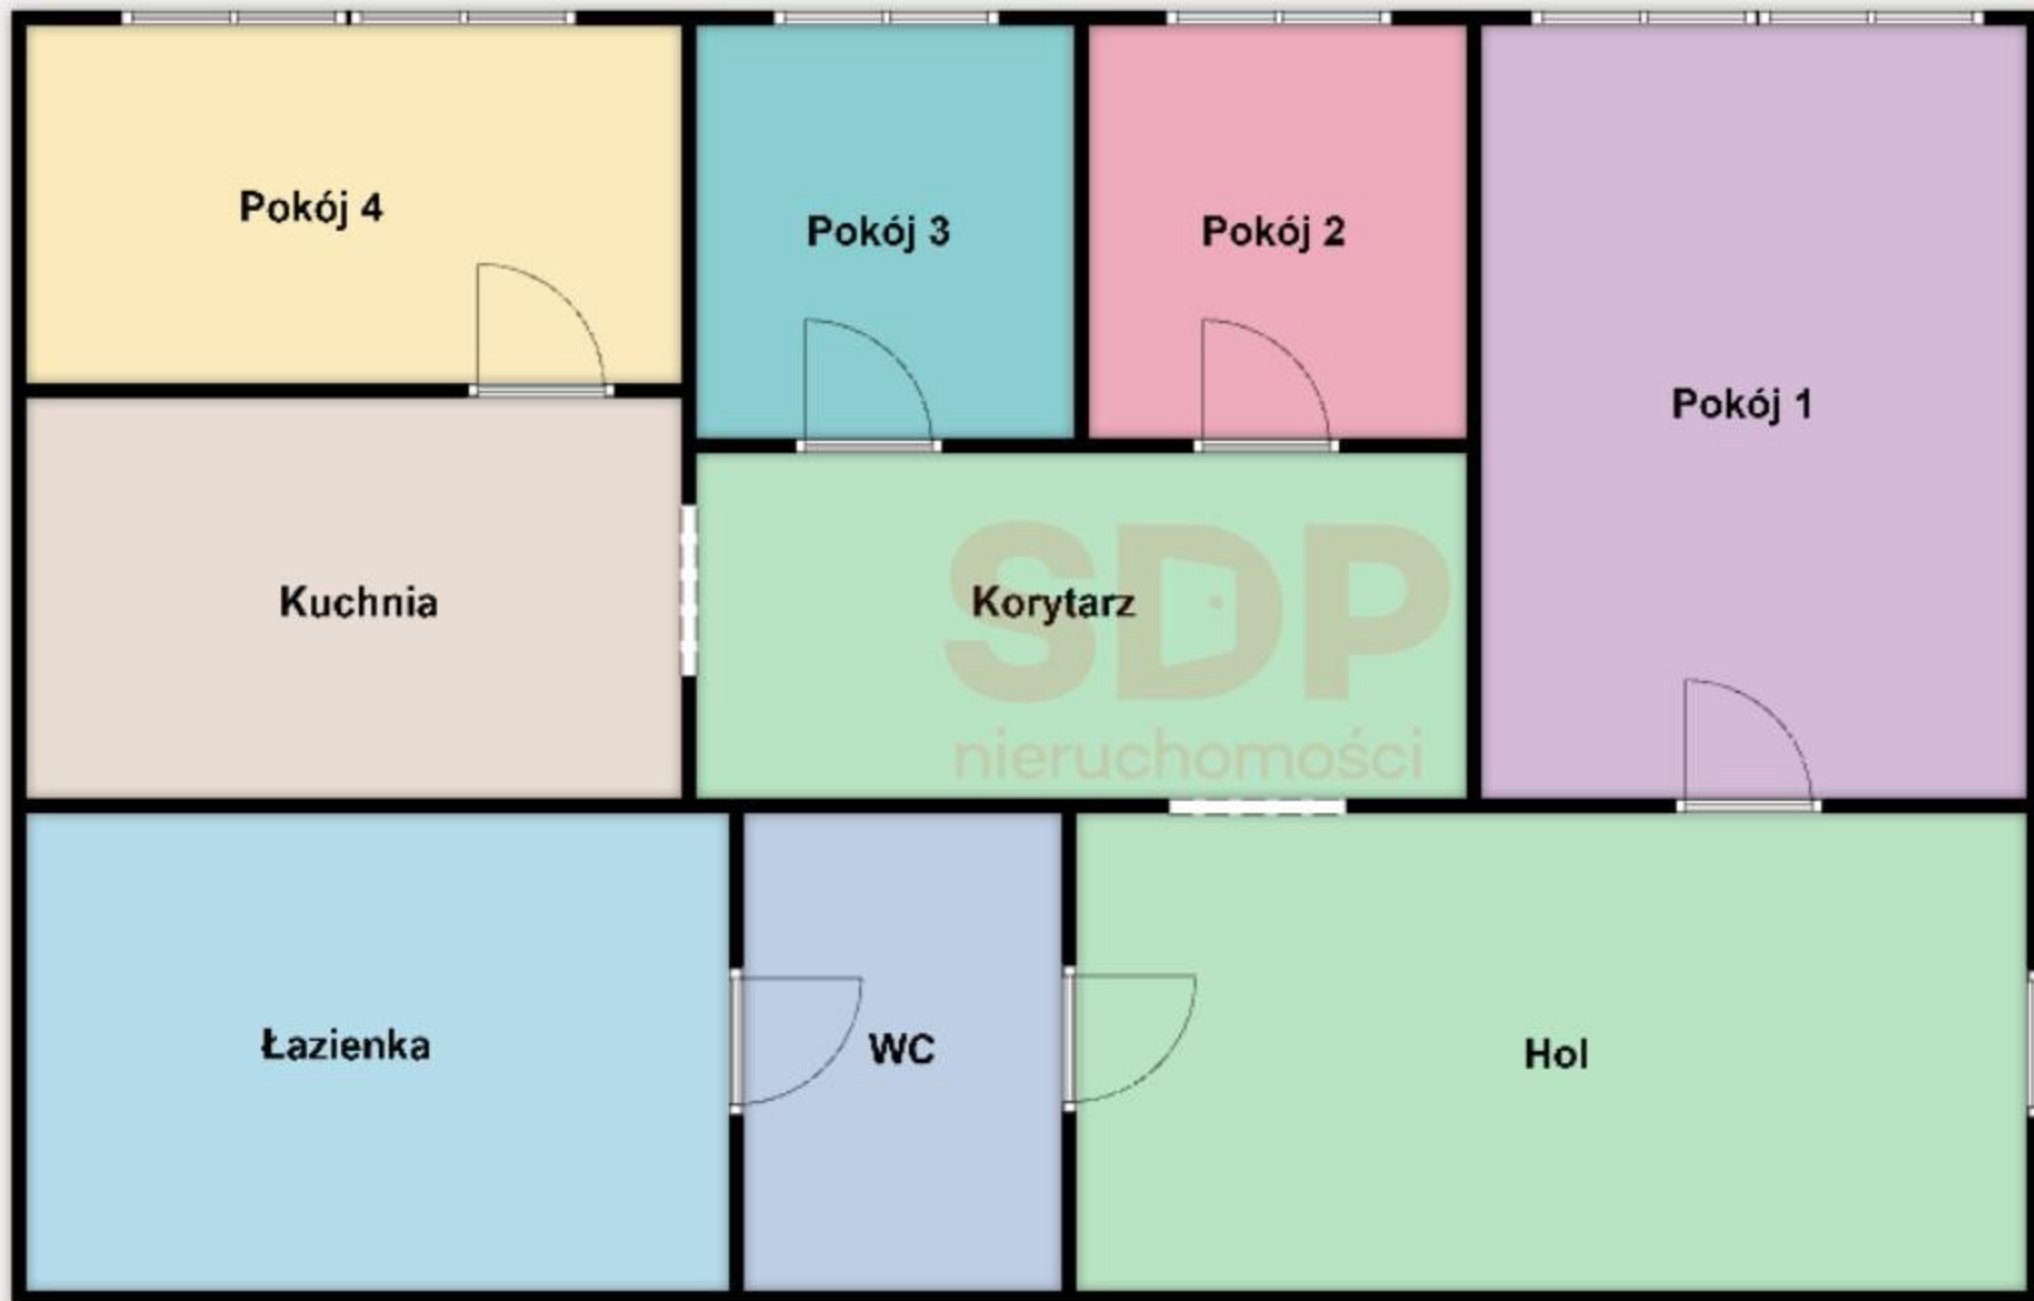 Pokój 4
Pokój 3
Pokój 2
Pokój 1
Kuchnia
Korytarz
SDP
nieruchomości
Łazienka
WC
Hol